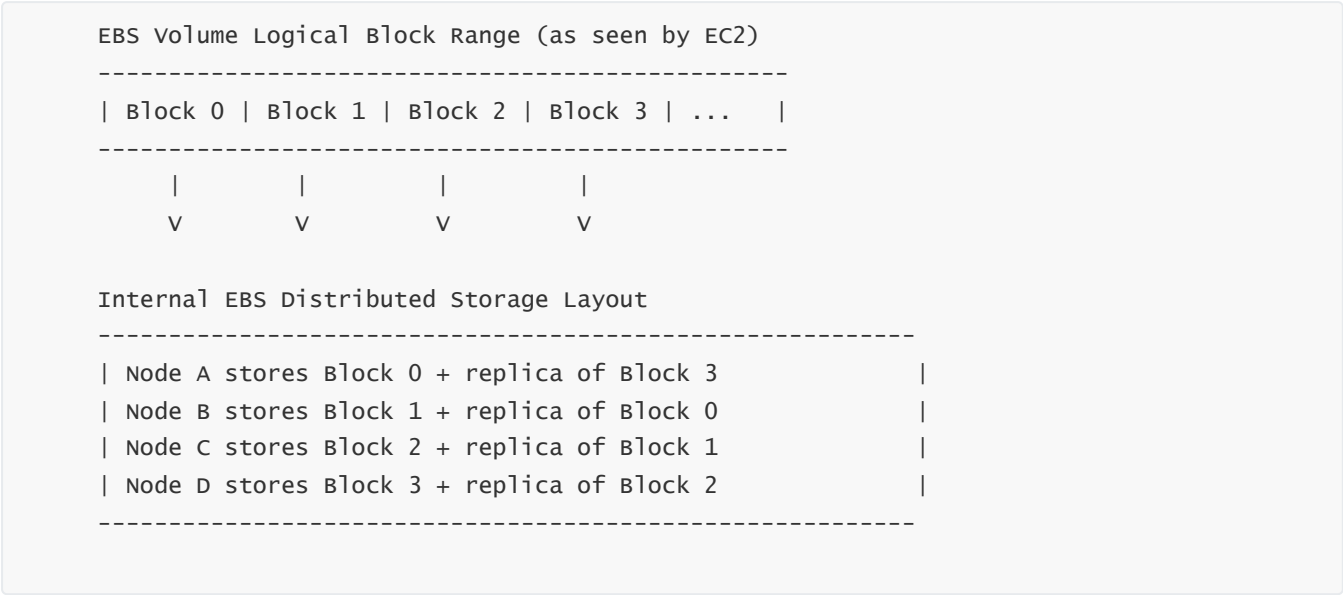 EBS Volume Logical Block Range (as seen by EC2)
-------------------------------------------------
| Block 0 | Block 1 | Block 2 | Block 3 | ...   |
-------------------------------------------------
     |        |         |         |
     V        V         V         V
Internal EBS Distributed Storage Layout
----------------------------------------------------------
| Node A stores Block 0 + replica of Block 3              |
| Node B stores Block 1 + replica of Block 0              |
| Node C stores Block 2 + replica of Block 1              |
| Node D stores Block 3 + replica of Block 2              |
----------------------------------------------------------